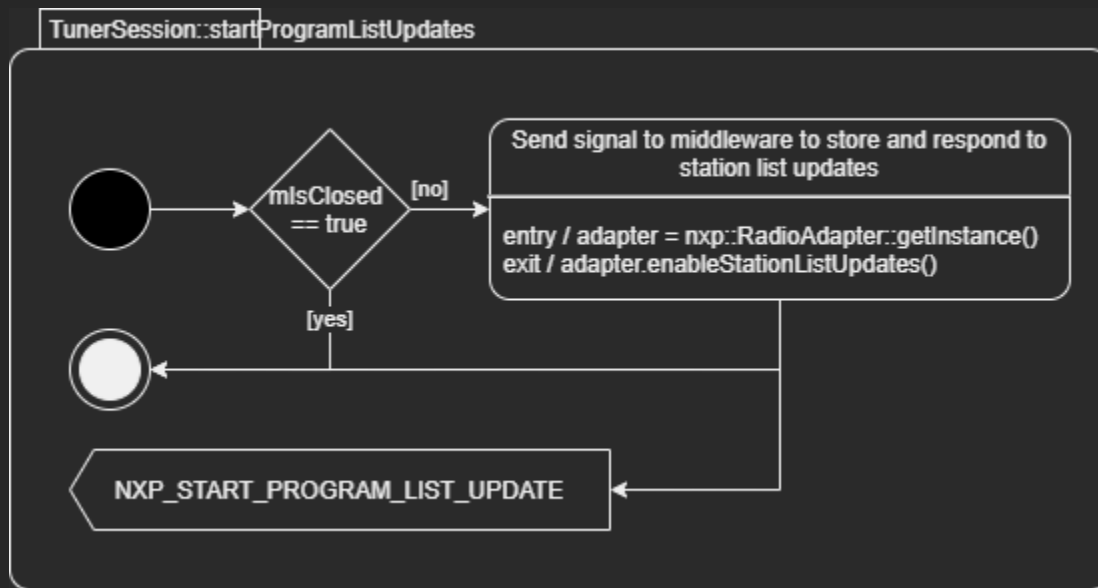 TunerSession::startProgramListUpdates
mIsClosed
== true
[no]
Send signal to middleware to store and respond to
station list updates
entry / adapter = nxp::RadioAdapter::getInstance()
exit / adapter.enableStationListUpdates()
[yes]
NXP_START_PROGRAM_LIST_UPDATE